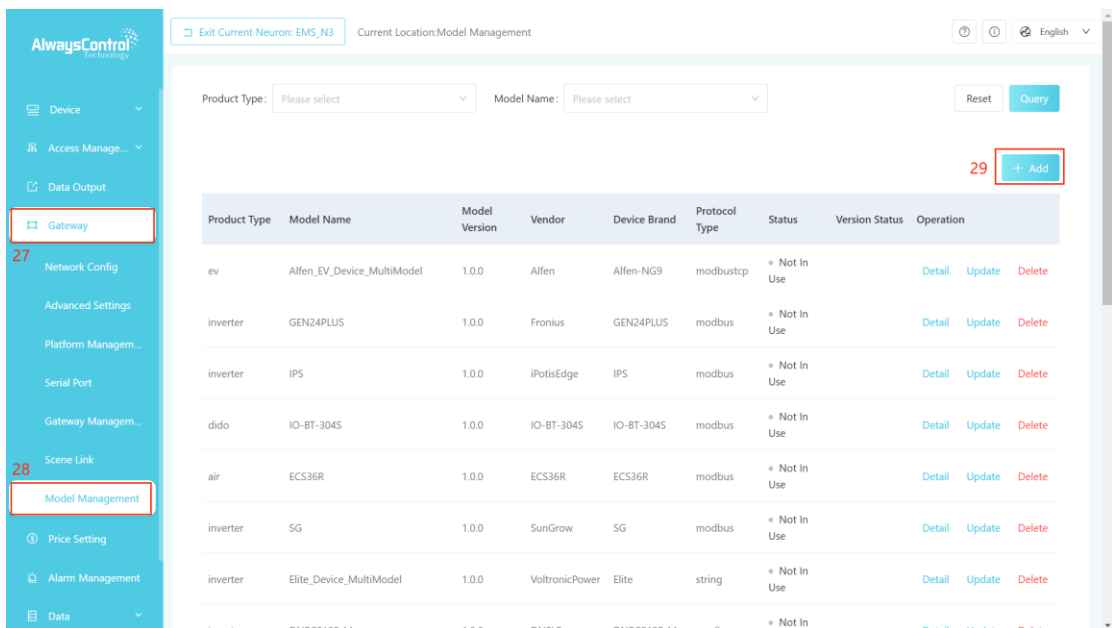 AlwaysControl
Technology
Exit Current Neuron: EMS_N3 Current Location:Model Management English
Device
Access Manage...
Data Output
Gateway
27
Network Config
Advanced Settings
Platform Managem...
Serial Port
Gateway Managem...
Scene Link
28
Model Management
Price Setting
Alarm Management
Data
Product Type: Please select Model Name: Please select Reset Query
29 + Add
Product Type Model Name Model Version Vendor Device Brand Protocol Type Status Version Status Operation
ev Alfen_EV_Device_MultiModel 1.0.0 Alfen Alfen-NG9 modbustcp Not In Use Detail Update Delete
inverter GEN24PLUS 1.0.0 Fronius GEN24PLUS modbus Not In Use Detail Update Delete
inverter IPS 1.0.0 iPotisEdge IPS modbus Not In Use Detail Update Delete
dido IO-BT-304S 1.0.0 IO-BT-304S IO-BT-304S modbus Not In Use Detail Update Delete
air ECS36R 1.0.0 ECS36R ECS36R modbus Not In Use Detail Update Delete
inverter SG 1.0.0 SunGrow SG modbus Not In Use Detail Update Delete
inverter Elite_Device_MultiModel 1.0.0 VoltronicPower Elite string Not In Use Detail Update Delete
Not In